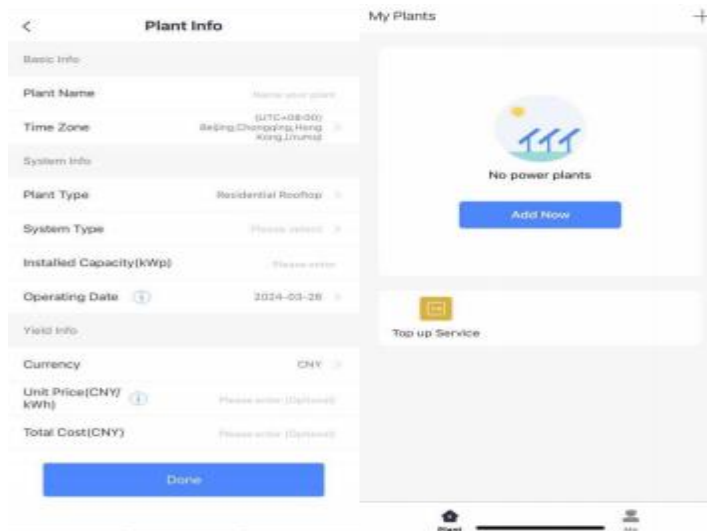 Plant Info
Basic Info
Plant Name
Name your plant
Time Zone
(UTC+08:00)
Beijing,Chongqing,Hong
Kong,Urumqi
System Info
Plant Type
Residential Rooftop
System Type
Please select
Installed Capacity(kWp)
Please enter
Operating Date
2024-03-28
Yield Info
Currency
CNY
Unit Price(CNY/
kWh)
Please enter (Optional)
Total Cost(CNY)
Please enter (Optional)
Done
My Plants
No power plants
Add Now
Top up Service
Plant
Me